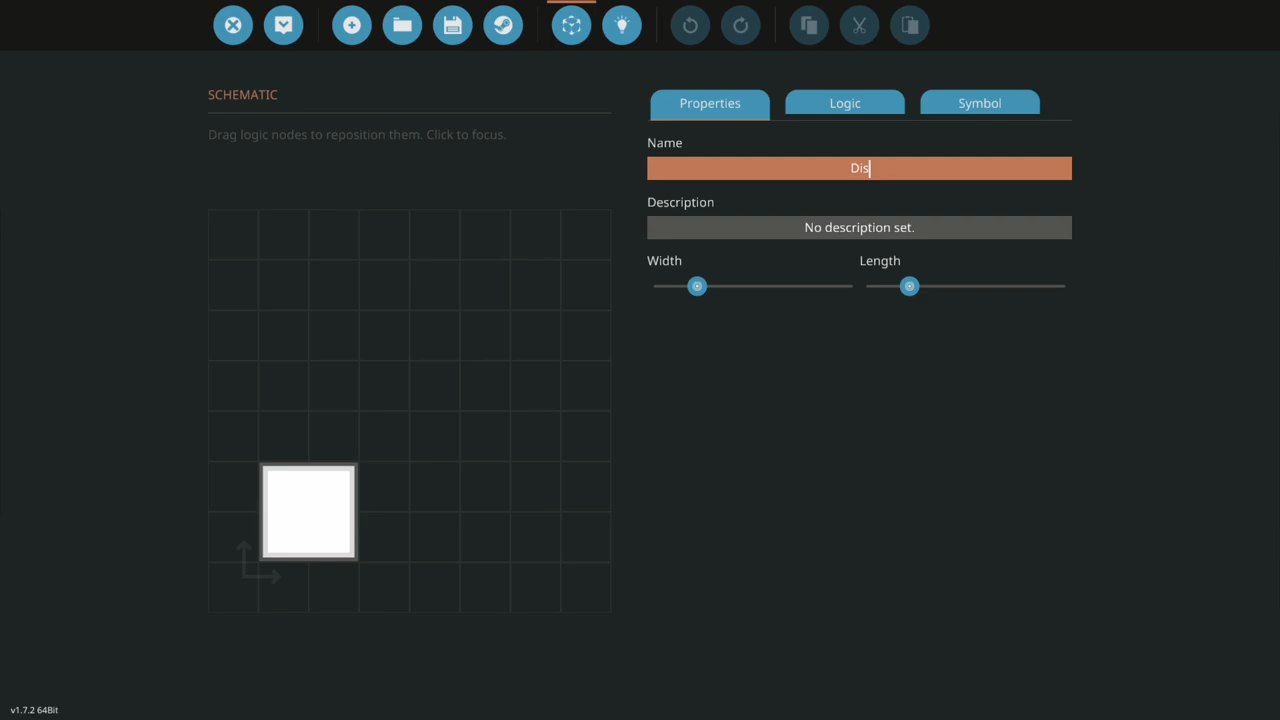 SCHEMATIC
Drag logic nodes to reposition them. Click to focus.
Properties
Logic
Symbol
Name
Dis
Description
No description set.
Width
Length
v1.7.2 64Bit